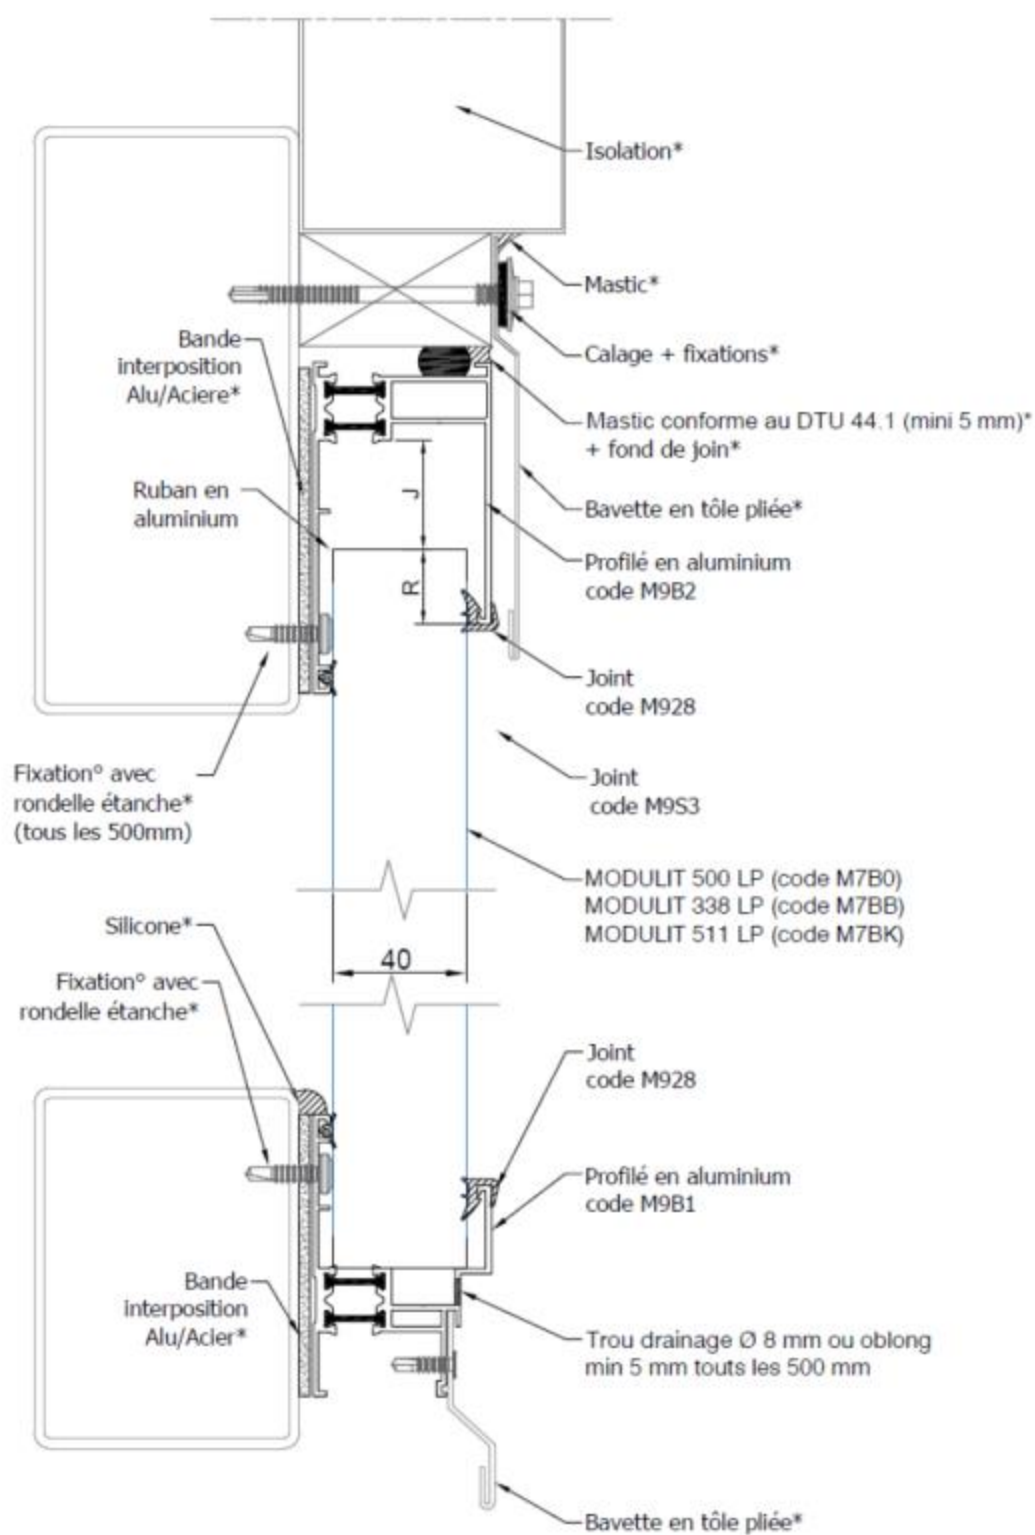 Isolation*
Mastic*
Calage + fixations*
Bande
interposition
Alu/Aciere*
Mastic conforme au DTU 44.1 (mini 5 mm)*
+ fond de join*
Ruban en
aluminium
J
Bavette en tôle pliée*
Profilé en aluminium
code M9B2
R
Joint
code M928
Fixation° avec
rondelle étanche*
(tous les 500mm)
Joint
code M9S3
MODULIT 500 LP (code M7B0)
MODULIT 338 LP (code M7BB)
MODULIT 511 LP (code M7BK)
Silicone*
40
Fixation° avec
rondelle étanche*
Joint
code M928
Profilé en aluminium
code M9B1
Bande
interposition
Alu/Acier*
Trou drainage Ø 8 mm ou oblong
min 5 mm touts les 500 mm
Bavette en tôle pliée*